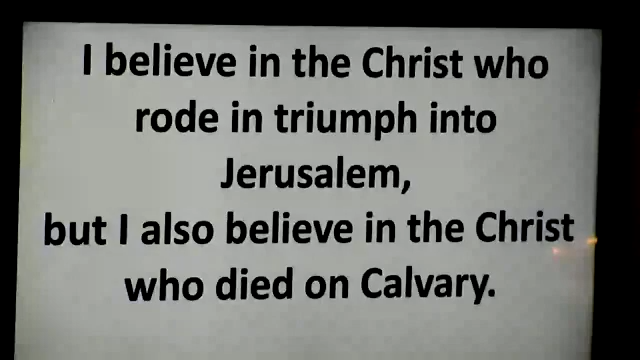 I believe in the Christ who
rode in triumph into
Jerusalem,
but I also believe in the Christ
who died on Calvary.